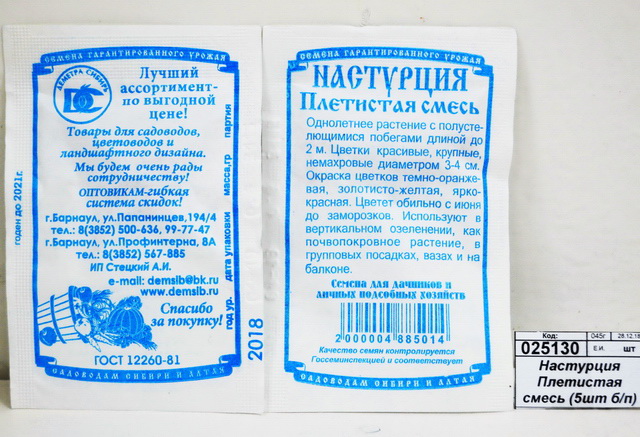 СЕМЕНА ГАРАНТИРОВАННОГО УРОЖАЯ
ДЕМЕТРА СИБИРИ
Лучший
ассортимент-
по выгодной
цене!
Товары для садоводов,
цветоводов и
ландшафтного дизайна.
Мы будем очень рады
сотрудничеству!
ОПТОВИКАМ-гибкая
система скидок!
г.Барнаул, ул.Папанинцев,194/4
тел.: 8(3852) 500-636, 99-77-47
г.Барнаул, ул.Профинтерна, 8А
тел.: 8(3852) 567-885
ИП Стецкий А.И.
e-mail: demsib@bk.ru
www.demsib.ru
Спасибо
за покупку!
ГОСТ 12260-81
САДОВОДАМ СИБИРИ И АЛТАЯ
годен до 2021г.
год ур. дата упаковки масса,гр партия
2018
СЕМЕНА ГАРАНТИРОВАННОГО УРОЖАЯ
НАСТУРЦИЯ
Плетистая смесь
Однолетнее растение с полусте-
лющимися побегами длиной до
2 м. Цветки красивые, крупные,
немахровые диаметром 3-4 см.
Окраска цветков темно-оранже-
вая, золотисто-желтая, ярко-
красная. Цветет обильно с июня
до заморозков. Используют в
вертикальном озеленении, как
почвопокровное растение, в
групповых посадках, вазах и на
балконе.
Семена для дачников и
личных подсобных хозяйств
2 000004 885014
Качество семян контролируется
Госсеминспекцией и соответствует
САДОВОДАМ СИБИРИ И АЛТАЯ
Код: 045г 28.12.18
025130 Е.И. шт
Настурция
Плетистая
смесь (5шт б/п)